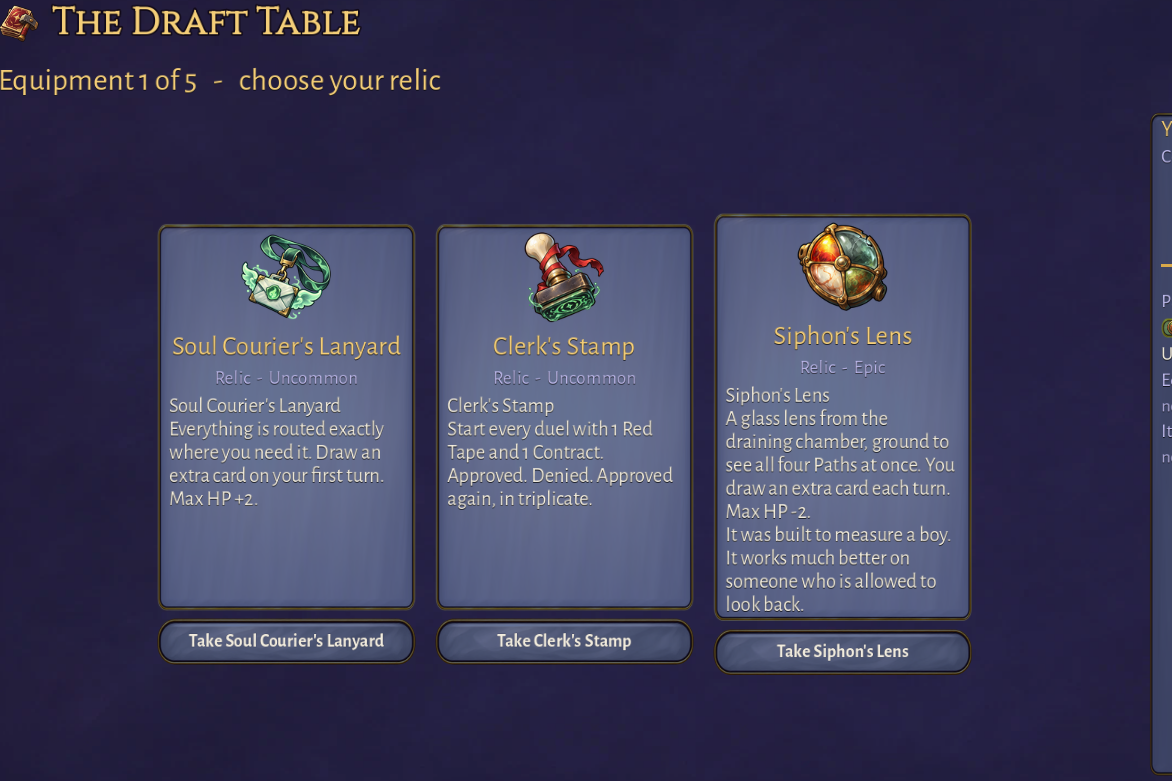 The Draft Table
Equipment 1 of 5 - choose your relic
Soul Courier's Lanyard
Relic - Uncommon
Soul Courier's Lanyard
Everything is routed exactly
where you need it. Draw an
extra card on your first turn.
Max HP +2.
Take Soul Courier's Lanyard
Clerk's Stamp
Relic - Uncommon
Clerk's Stamp
Start every duel with 1 Red
Tape and 1 Contract.
Approved. Denied. Approved
again, in triplicate.
Take Clerk's Stamp
Siphon's Lens
Relic - Epic
Siphon's Lens
A glass lens from the
draining chamber, ground to
see all four Paths at once. You
draw an extra card each turn.
Max HP -2.
It was built to measure a boy.
It works much better on
someone who is allowed to
look back.
Take Siphon's Lens